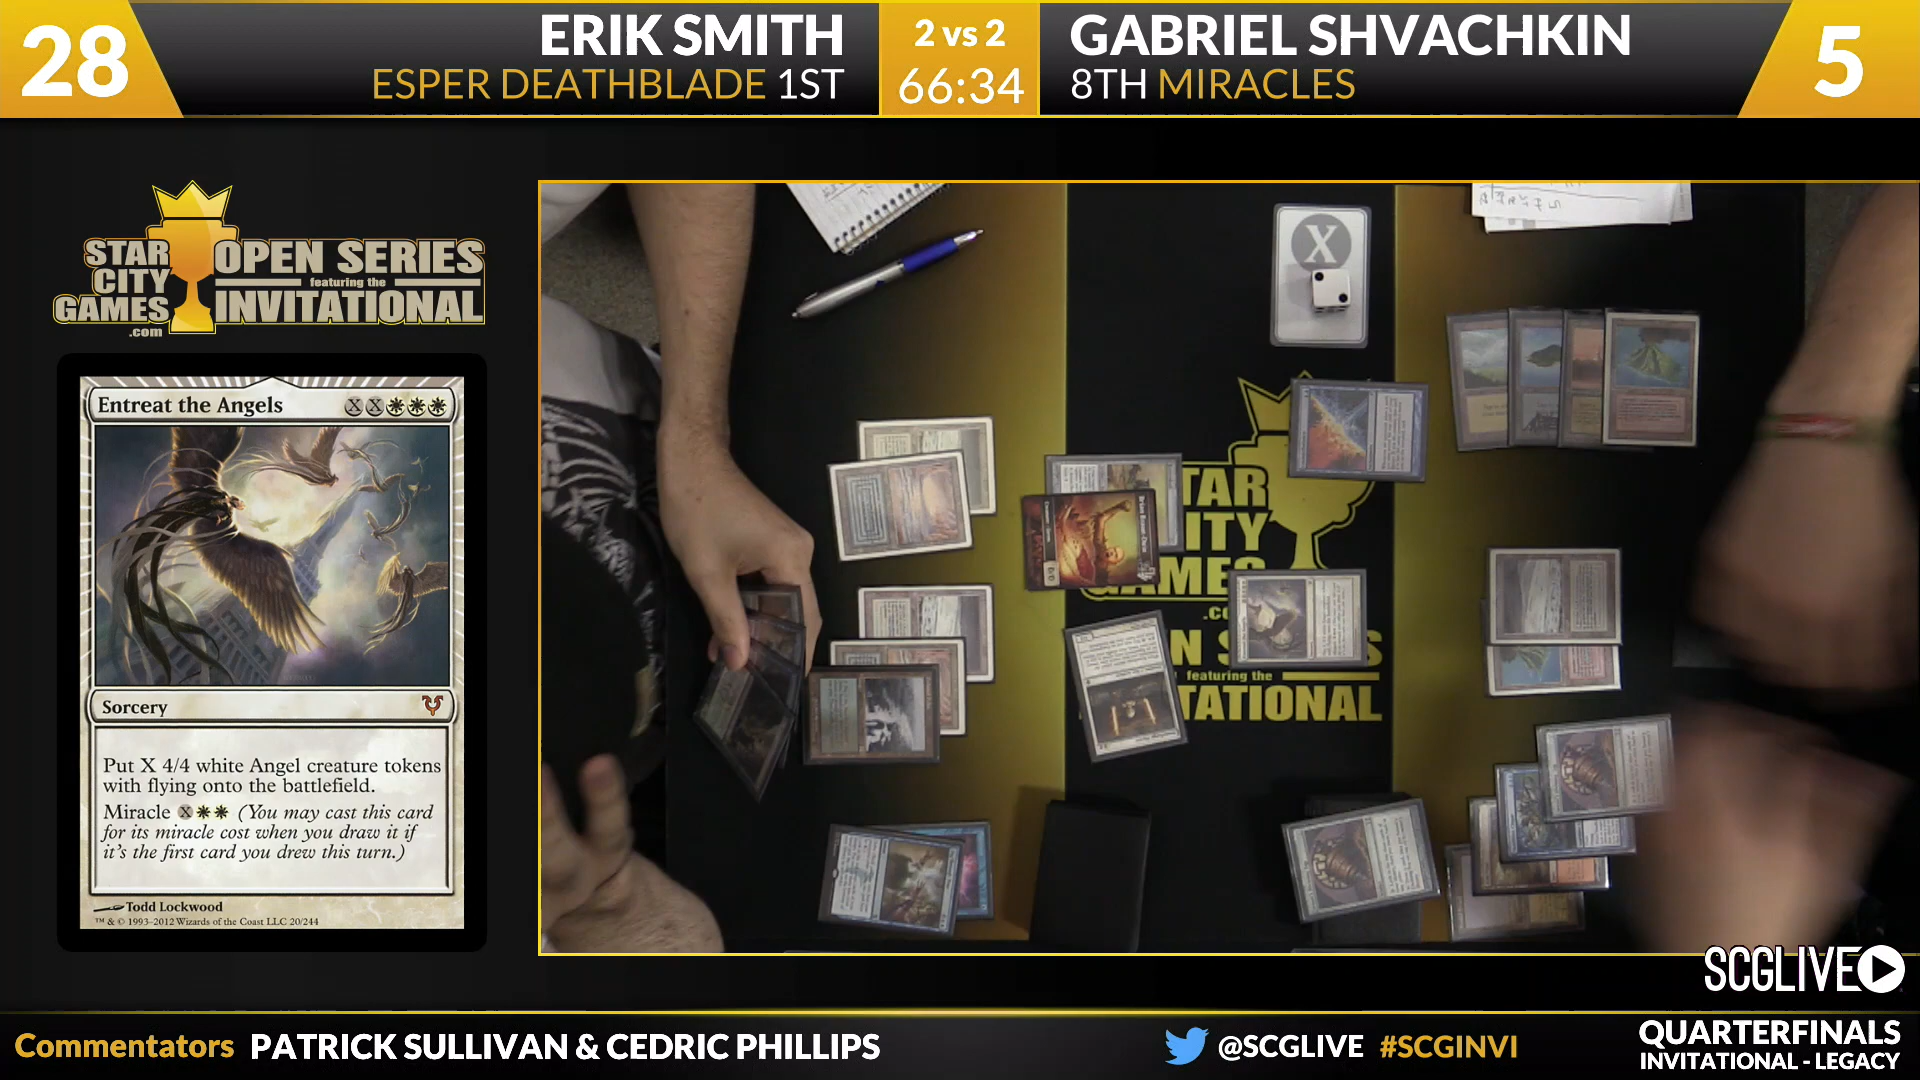 28
ERIK SMITH
ESPER DEATHBLADE 1ST
2 vs 2
66:34
GABRIEL SHVACHKIN
8TH MIRACLES
5
STAR CITY GAMES .com
OPEN SERIES
featuring the
INVITATIONAL
Entreat the Angels XX
Sorcery
Put X 4/4 white Angel creature tokens
with flying onto the battlefield.
Miracle X (You may cast this card
for its miracle cost when you draw it if
it's the first card you drew this turn.)
Todd Lockwood
™ & © 1993–2012 Wizards of the Coast LLC 20/244
X
TAR
ITY
featuring the
ITATIONAL
SCGLIVE
Commentators PATRICK SULLIVAN & CEDRIC PHILLIPS
@SCGLIVE #SCGINVI
QUARTERFINALS
INVITATIONAL - LEGACY